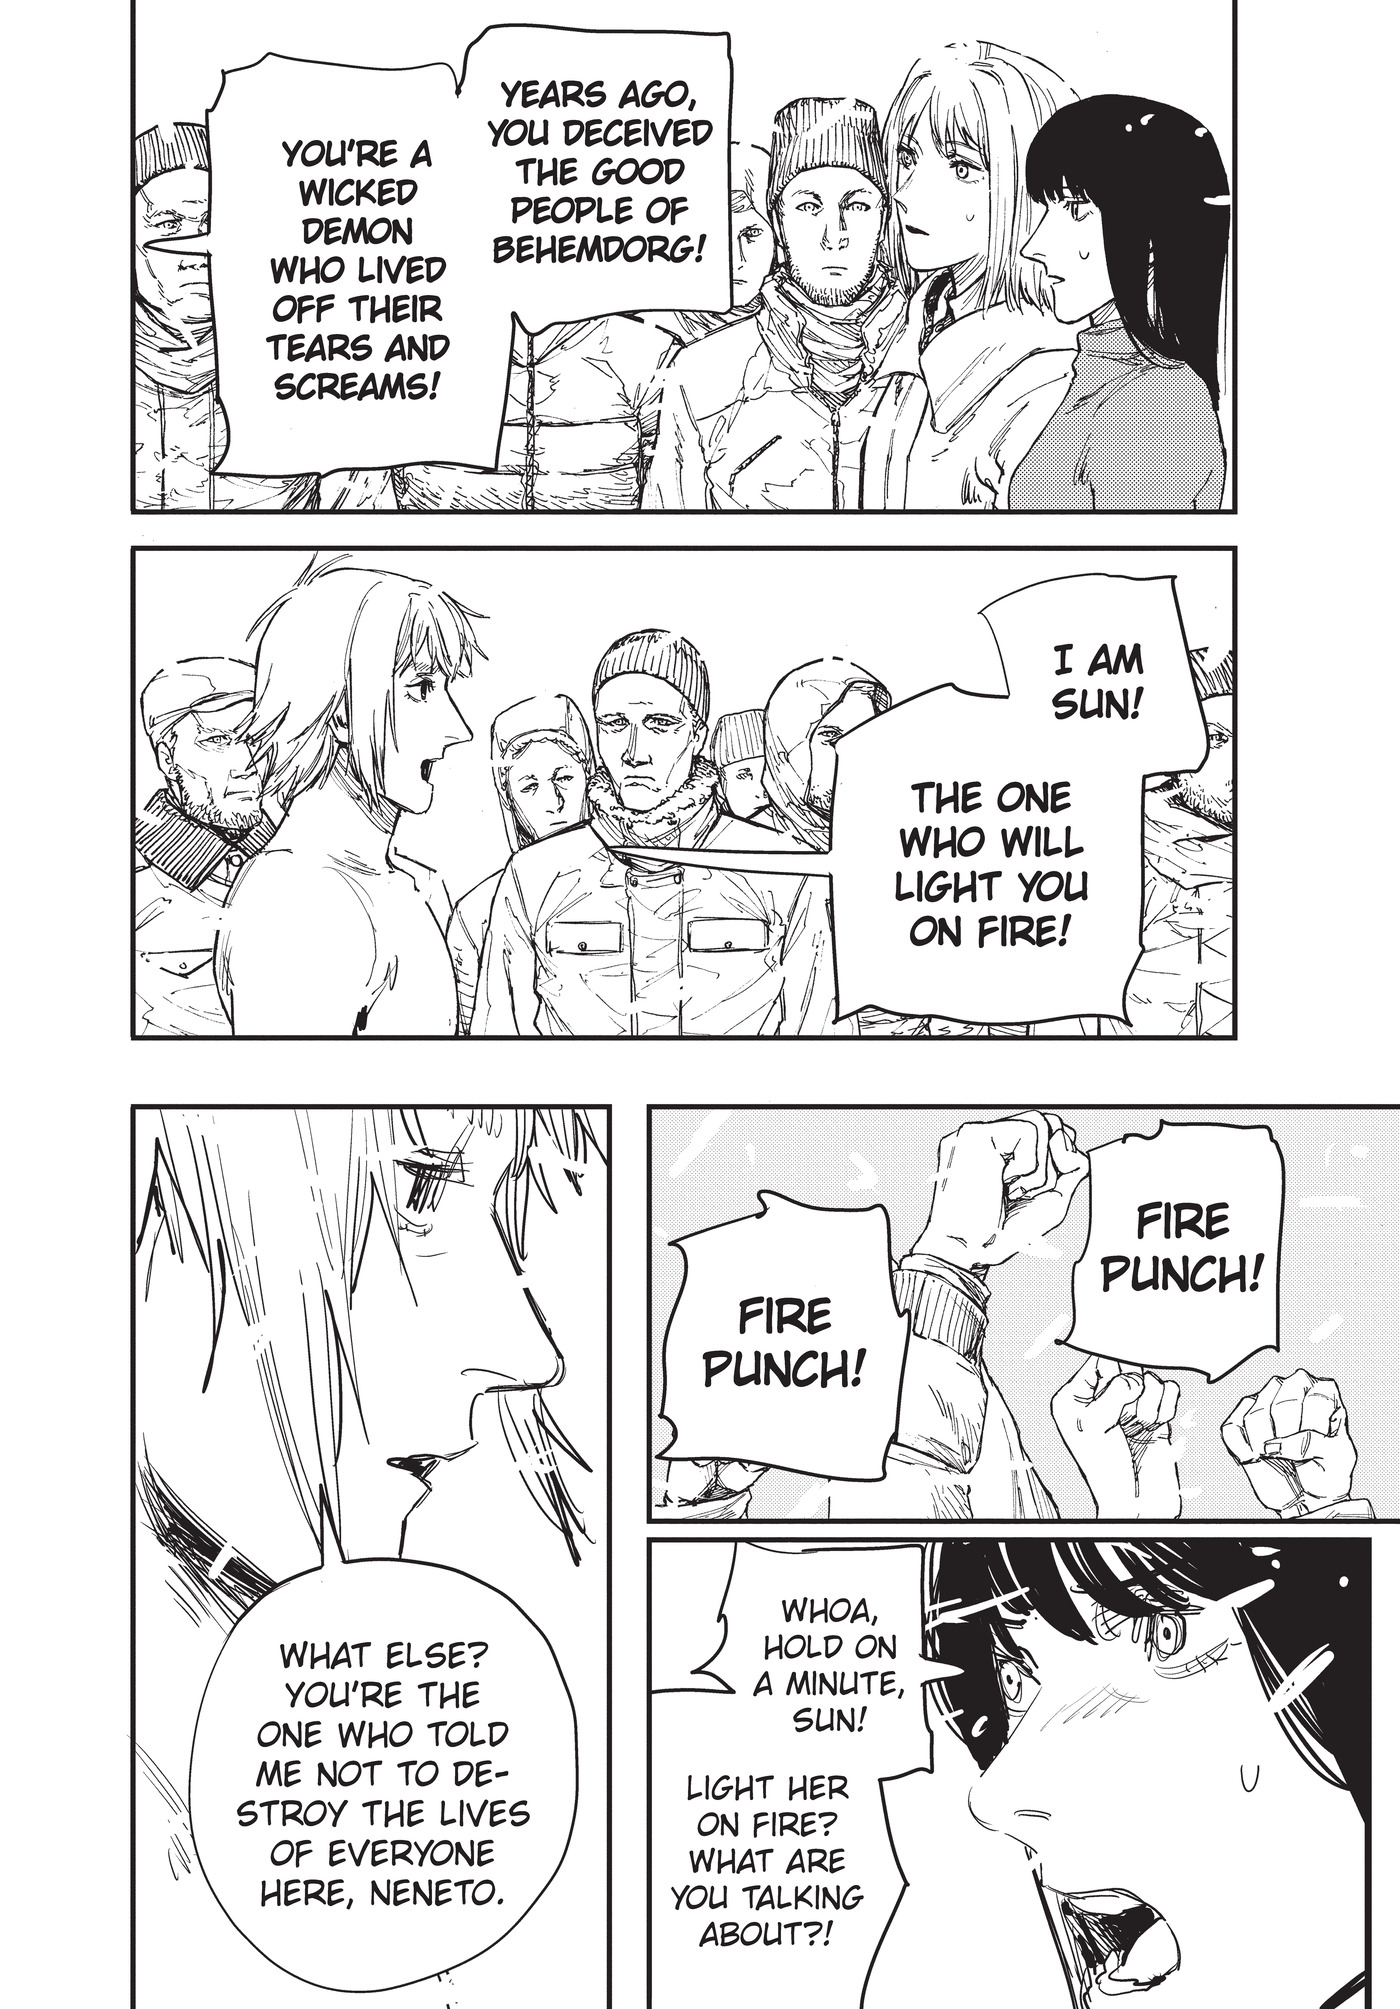 YEARS AGO,
YOU DECEIVED
THE GOOD
PEOPLE OF
BEHEMDORG!
YOU'RE A
WICKED
DEMON
WHO LIVED
OFF THEIR
TEARS AND
SCREAMS!
I AM
SUN!
THE ONE
WHO WILL
LIGHT YOU
ON FIRE!
FIRE
PUNCH!
FIRE
PUNCH!
WHOA,
HOLD ON
A MINUTE,
SUN!
LIGHT HER
ON FIRE?
WHAT ARE
YOU TALKING
ABOUT?!
WHAT ELSE?
YOU'RE THE
ONE WHO TOLD
ME NOT TO DE-
STROY THE LIVES
OF EVERYONE
HERE, NENETO.